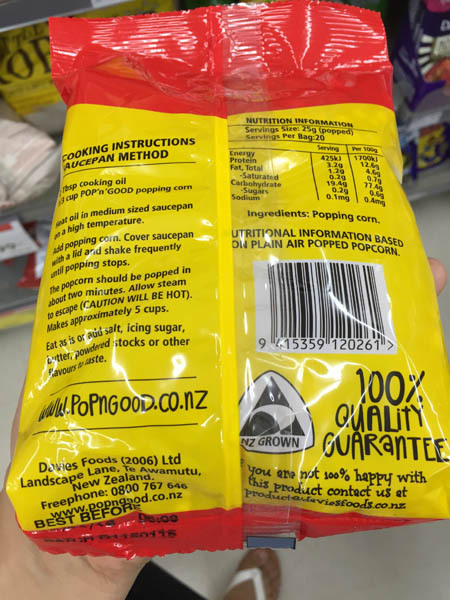 COOKING INSTRUCTIONS
SAUCEPAN METHOD
Tbsp cooking oil
/3 cup POP'n'GOOD popping corn
Heat oil in medium sized saucepan
on a high temperature.
Add popping corn. Cover saucepan
with a lid and shake frequently
until popping stops.
The popcorn should be popped in
about two minutes. Allow steam
to escape (CAUTION WILL BE HOT).
Makes approximately 5 cups.
Eat as is or add salt, icing sugar,
butter, powdered stocks or other
flavours to taste.
www.PoPnGOOD.co.nz
Davies Foods (2006) Ltd
Landscape Lane, Te Awamutu,
New Zealand.
Freephone: 0800 767 646
www.popngood.co.nz
BEST BEFORE
NUTRITION INFORMATION
Servings Size: 25g (popped)
Servings Per Bag:20
Serving Per 100g
Energy 425kJ 1700kJ
Protein 3.2g 12.6g
Fat, Total 1.2g 4.6g
-Saturated 0.2g 0.7g
Carbohydrate 19.4g 77.4g
-Sugars 0.2g 0.6g
Sodium 0.1mg 0.4mg
Ingredients: Popping corn.
NUTRITIONAL INFORMATION BASED
ON PLAIN AIR POPPED POPCORN.
9 415359 120261 >
NZ GROWN
100%
QUALITY
GUARANTEE
If you are not 100% happy with
this product contact us at
product@daviesfoods.co.nz